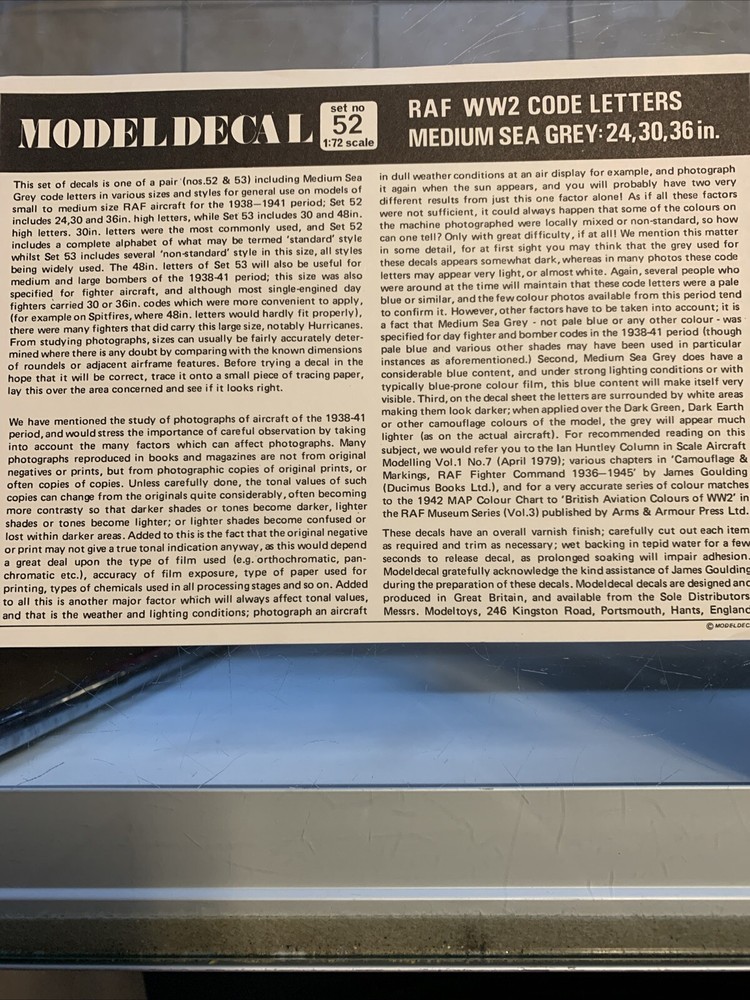 MODELDECAL
set no
52
1:72 scale
RAF WW2 CODE LETTERS
MEDIUM SEA GREY: 24,30,36 in.
This set of decals is one of a pair (nos.52 & 53) including Medium Sea
Grey code letters in various sizes and styles for general use on models of
small to medium size RAF aircraft for the 1938—1941 period; Set 52
includes 24,30 and 36in. high letters, while Set 53 includes 30 and 48in.
high letters. 30in. letters were the most commonly used, and Set 52
includes a complete alphabet of what may be termed 'standard' style
whilst Set 53 includes several 'non-standard' style in this size, all styles
being widely used. The 48in. letters of Set 53 will also be useful for
medium and large bombers of the 1938-41 period; this size was also
specified for fighter aircraft, and although most single-engined day
fighters carried 30 or 36in. codes which were more convenient to apply,
(for example on Spitfires, where 48in. letters would hardly fit properly),
there were many fighters that did carry this large size, notably Hurricanes.
From studying photographs, sizes can usually be fairly accurately deter-
mined where there is any doubt by comparing with the known dimensions
of roundels or adjacent airframe features. Before trying a decal in the
hope that it will be correct, trace it onto a small piece of tracing paper,
lay this over the area concerned and see if it looks right.
We have mentioned the study of photographs of aircraft of the 1938-41
period, and would stress the importance of careful observation by taking
into account the many factors which can affect photographs. Many
photographs reproduced in books and magazines are not from original
negatives or prints, but from photographic copies of original prints, or
often copies of copies. Unless carefully done, the tonal values of such
copies can change from the originals quite considerably, often becoming
more contrasty so that darker shades or tones become darker, lighter
shades or tones become lighter; or lighter shades become confused or
lost within darker areas. Added to this is the fact that the original negative
or print may not give a true tonal indication anyway, as this would depend
a great deal upon the type of film used (e.g. orthochromatic, pan-
chromatic etc.), accuracy of film exposure, type of paper used for
printing, types of chemicals used in all processing stages and so on. Added
to all this is another major factor which will always affect tonal values,
and that is the weather and lighting conditions; photograph an aircraft
in dull weather conditions at an air display for example, and photograph
it again when the sun appears, and you will probably have two very
different results from just this one factor alone! As if all these factors
were not sufficient, it could always happen that some of the colours on
the machine photographed were locally mixed or non-standard, so how
can one tell? Only with great difficulty, if at all! We mention this matter
in some detail, for at first sight you may think that the grey used for
these decals appears somewhat dark, whereas in many photos these code
letters may appear very light, or almost white. Again, several people who
were around at the time will maintain that these code letters were a pale
blue or similar, and the few colour photos available from this period tend
to confirm it. However, other factors have to be taken into account; it is
a fact that Medium Sea Grey - not pale blue or any other colour - was
specified for day fighter and bomber codes in the 1938-41 period (though
pale blue and various other shades may have been used in particular
instances as aforementioned.) Second, Medium Sea Grey does have a
considerable blue content, and under strong lighting conditions or with
typically blue-prone colour film, this blue content will make itself very
visible. Third, on the decal sheet the letters are surrounded by white areas
making them look darker; when applied over the Dark Green, Dark Earth
or other camouflage colours of the model, the grey will appear much
lighter (as on the actual aircraft). For recommended reading on this
subject, we would refer you to the Ian Huntley Column in Scale Aircraft
Modelling Vol.1 No.7 (April 1979); various chapters in 'Camouflage &
Markings, RAF Fighter Command 1936—1945' by James Goulding
(Ducimus Books Ltd.), and for a very accurate series of colour matches
to the 1942 MAP Colour Chart to 'British Aviation Colours of WW2' in
the RAF Museum Series (Vol.3) published by Arms & Armour Press Ltd.
These decals have an overall varnish finish; carefully cut out each item
as required and trim as necessary; wet backing in tepid water for a few
seconds to release decal, as prolonged soaking will impair adhesion.
Modeldecal gratefully acknowledge the kind assistance of James Goulding
during the preparation of these decals. Modeldecal decals are designed and
produced in Great Britain, and available from the Sole Distributors
Messrs. Modeltoys, 246 Kingston Road, Portsmouth, Hants, England
© MODELDEC